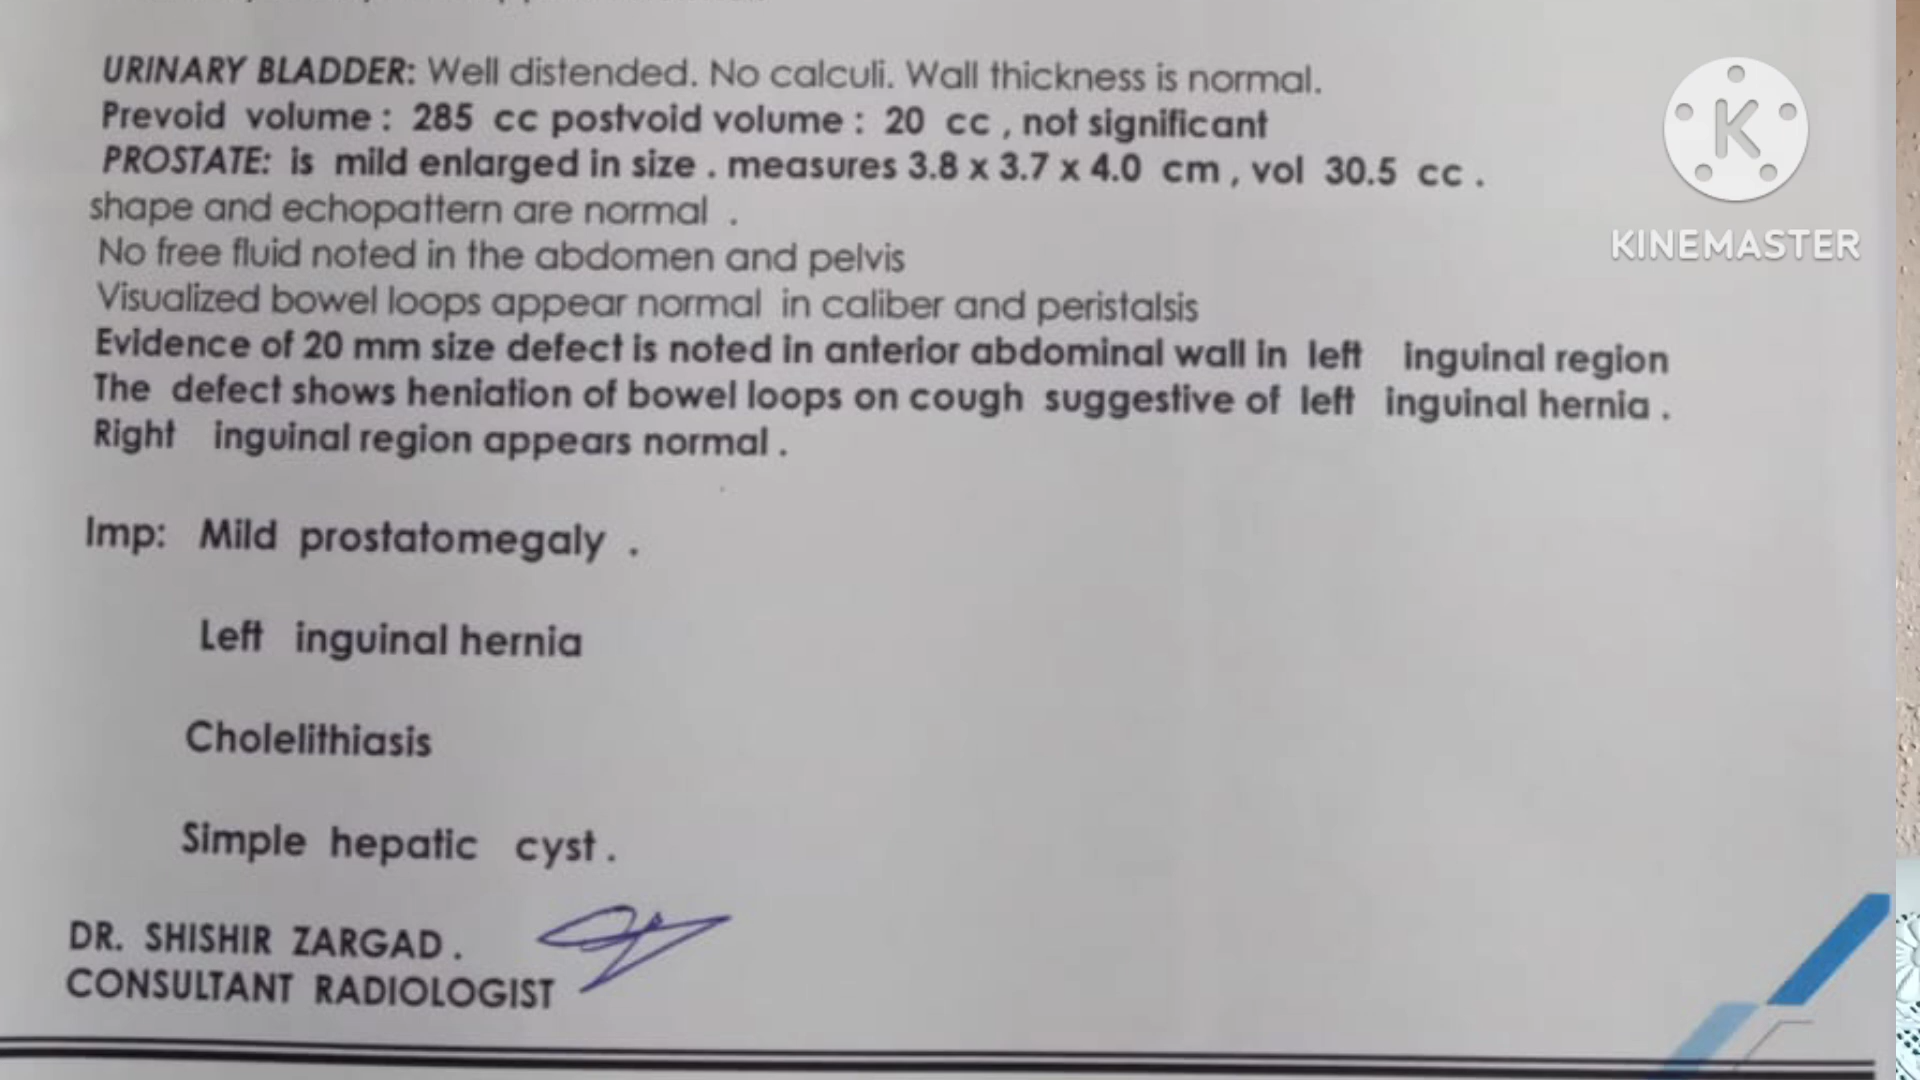 URINARY BLADDER: Well distended. No calculi. Wall thickness is normal.
Prevoid volume : 285 cc postvoid volume : 20 cc , not significant
PROSTATE: is mild enlarged in size . measures 3.8 x 3.7 x 4.0 cm , vol 30.5 cc .
shape and echopattern are normal .
No free fluid noted in the abdomen and pelvis
Visualized bowel loops appear normal in caliber and peristalsis
Evidence of 20 mm size defect is noted in anterior abdominal wall in left inguinal region
The defect shows heniation of bowel loops on cough suggestive of left inguinal hernia .
Right inguinal region appears normal .
Imp: Mild prostatomegaly .
Left inguinal hernia
Cholelithiasis
Simple hepatic cyst .
DR. SHISHIR ZARGAD .
CONSULTANT RADIOLOGIST
K
KINEMASTER